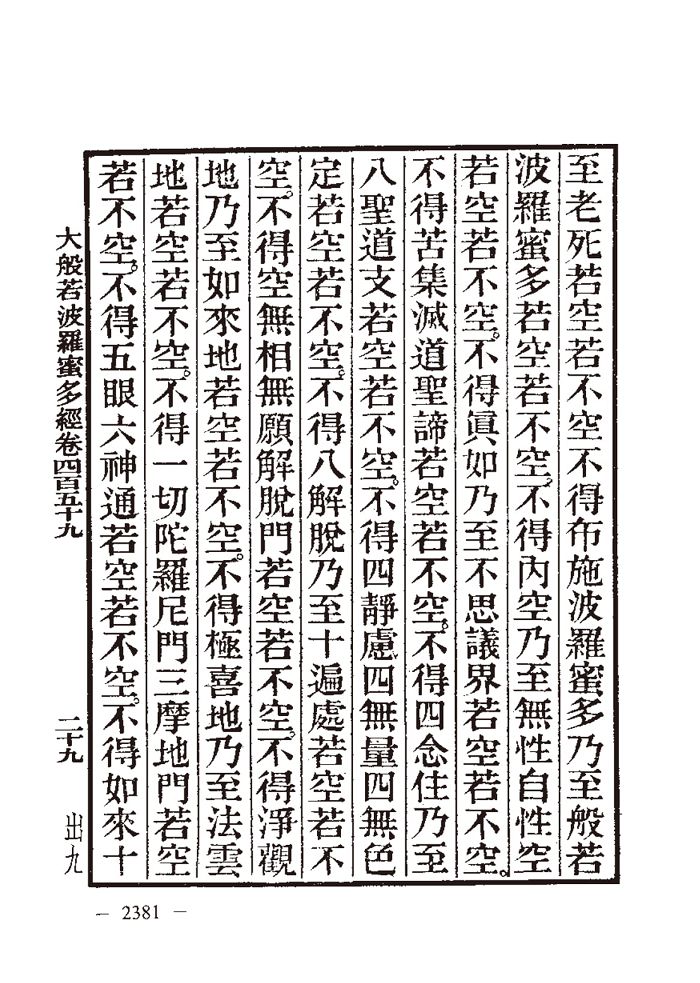 至老死若空若不空不得布施波羅蜜多乃至般若
波羅蜜多若空若不空。不得內空乃至無性自性空
若空若不空。不得眞如乃至不思議界若空若不空。
不得苦集滅道聖諦若空若不空。不得四念住乃至
八聖道支若空若不空。不得四靜慮四無量四無色
定若空若不空。不得八解脫乃至十遍處若空若不
空。不得空無相無願解脫門若空若不空。不得淨觀
地乃至如來地若空若不空。不得極喜地乃至法雲
地若空若不空。不得一切陀羅尼門三摩地門若空
若不空。不得五眼六神通若空若不空。不得如來十
大般若波羅蜜多經卷四百五十九 二十九 出九
— 2381 —